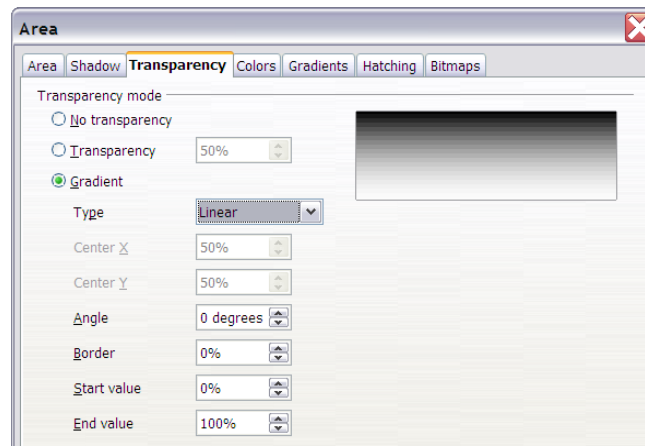 Area
Area Shadow Transparency Colors Gradients Hatching Bitmaps
Transparency mode
No transparency
Transparency 50%
Gradient
Type Linear
Center X 50%
Center Y 50%
Angle 0 degrees
Border 0%
Start value 0%
End value 100%